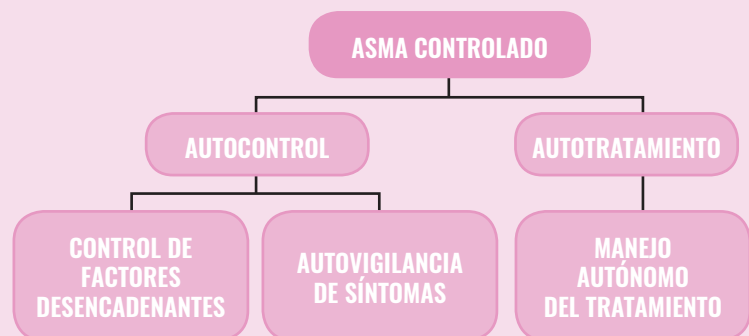 ASMA CONTROLADO
AUTOCONTROL
AUTOTRATAMIENTO
CONTROL DE
FACTORES
DESENCADENANTES
AUTOVIGILANCIA
DE SÍNTOMAS
MANEJO
AUTÓNOMO
DEL TRATAMIENTO